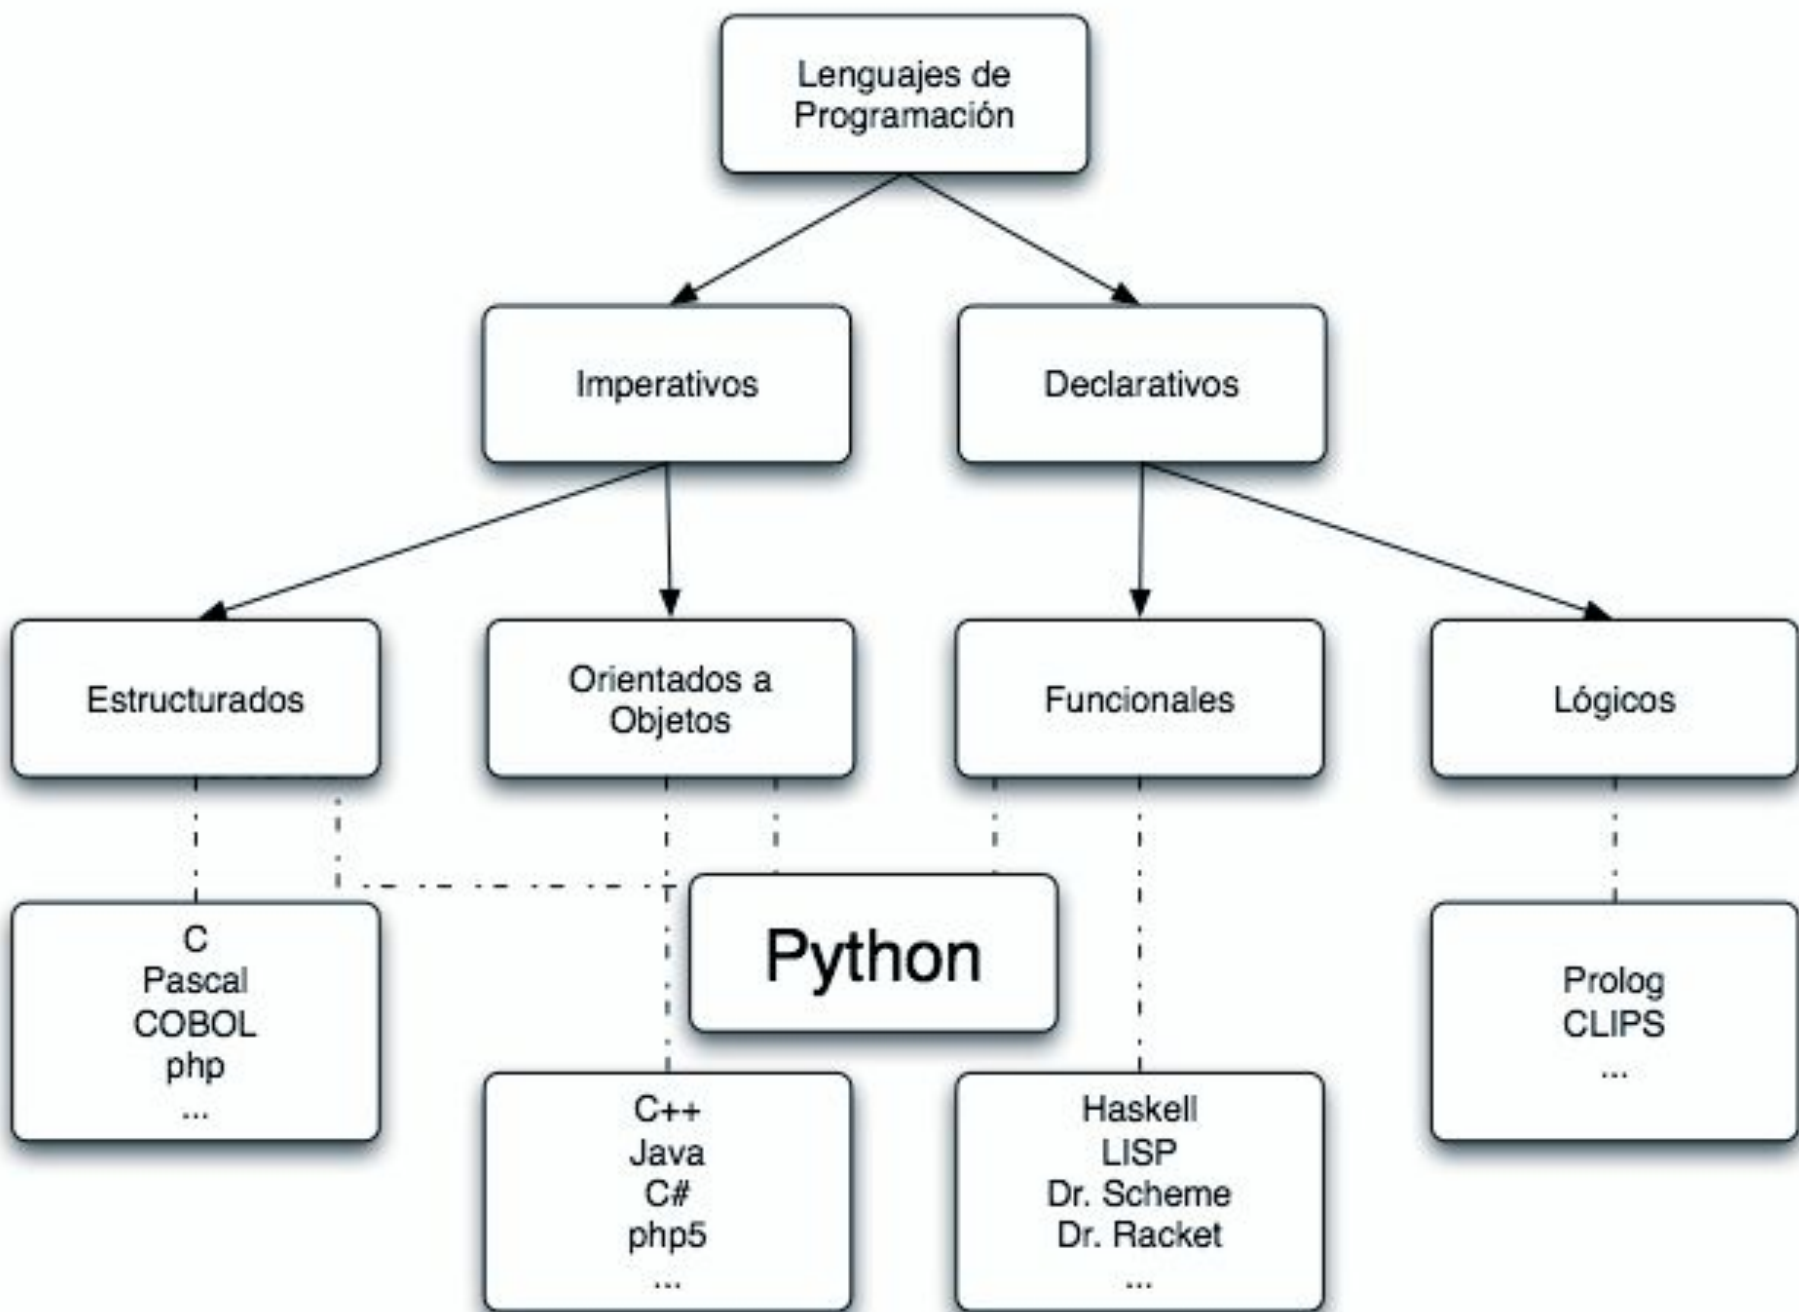 Lenguajes de
Programación
Imperativos
Declarativos
Estructurados
Orientados a
Objetos
Funcionales
Lógicos
C
Pascal
COBOL
php
...
Python
Prolog
CLIPS
...
C++
Java
C#
php5
...
Haskell
LISP
Dr. Scheme
Dr. Racket
...